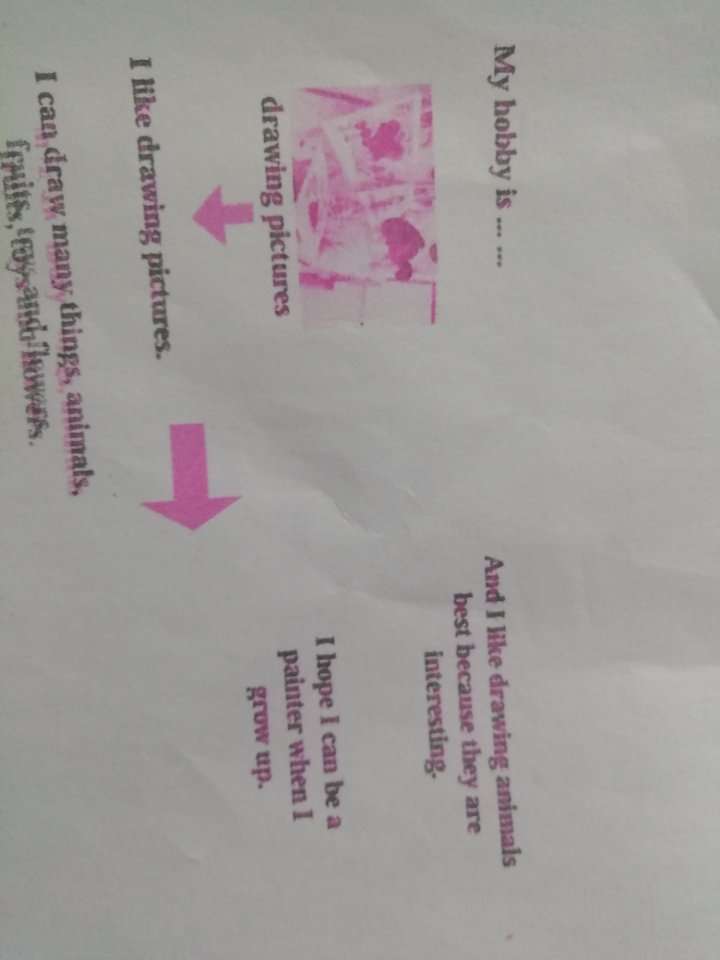 My hobby is ... ...
drawing pictures
I like drawing pictures.
I can draw many things, animals,
fruits, toys and flowers.
And I like drawing animals
best because they are
interesting.
I hope I can be a
painter when I
grow up.